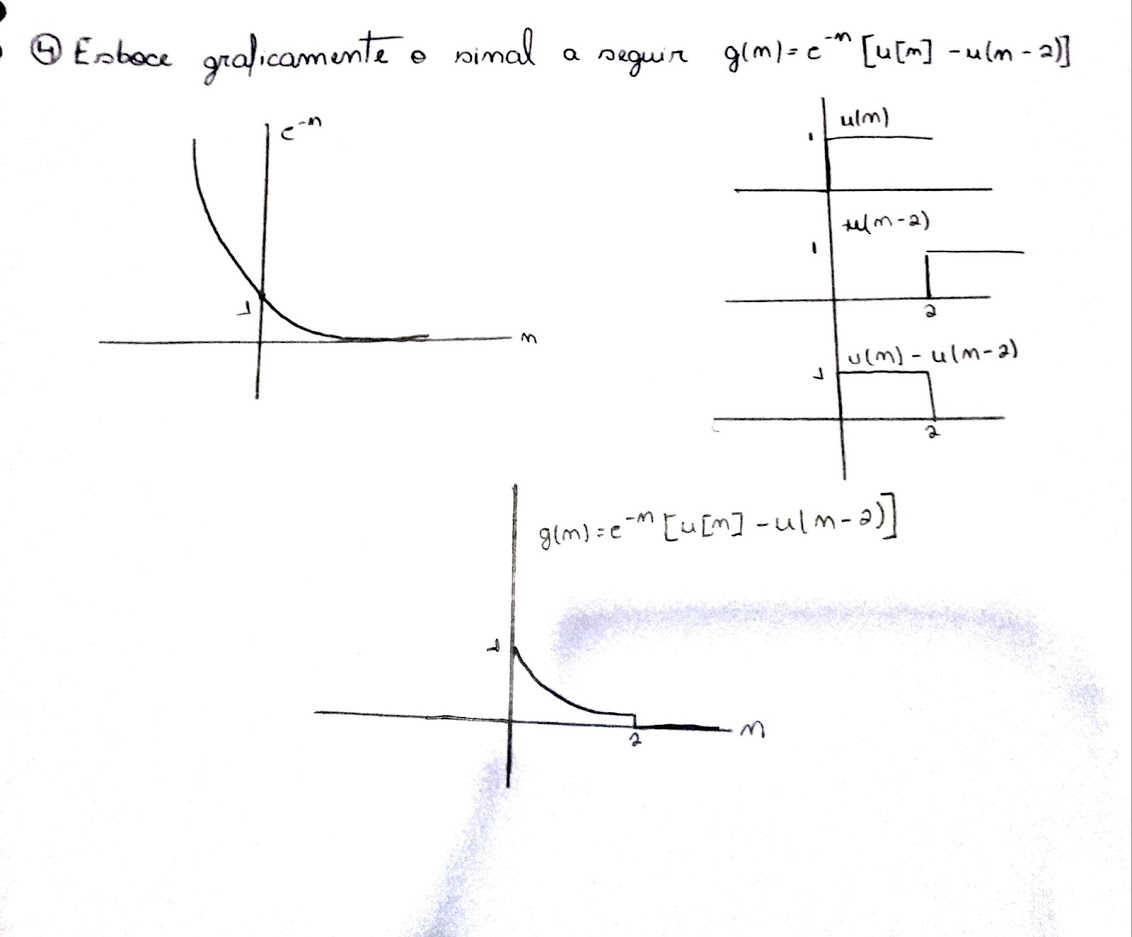 ④ Esboce graficamente o sinal a seguir g(n)=e^-n [u[n] -u(n-2)]
e^-n
1
n
u(n)
1
u(n-2)
1
2
u(n) - u(n-2)
1
2
g(n)=e^-n [u[n] -u(n-2)]
1
2
n